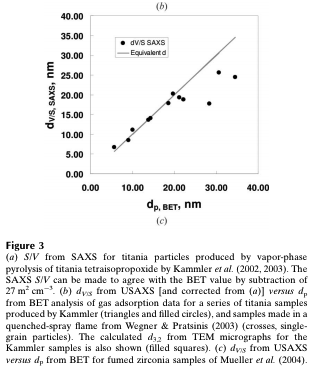 (b)
40.00
35.00
30.00
25.00
20.00
15.00
10.00
5.00
0.00
dV/S SAXS, nm
dV/S SAXS
Equivalent d
0.00 10.00 20.00 30.00 40.00
dp, BET, nm
(c)
Figure 3
(a) S/V from SAXS for titania particles produced by vapor-phase
pyrolysis of titania tetraisopropoxide by Kammler et al. (2002, 2003). The
SAXS S/V can be made to agree with the BET value by subtraction of
27 m² cm⁻³. (b) dV/S from USAXS [and corrected from (a)] versus dp
from BET analysis of gas adsorption data for a series of titania samples
produced by Kammler (triangles and filled circles), and samples made in a
quenched-spray flame from Wegner & Pratsinis (2003) (crosses, single-
grain particles). The calculated d3,2 from TEM micrographs for the
Kammler samples is also shown (filled squares). (c) dV/S from USAXS
versus dp from BET for fumed zirconia samples of Mueller et al. (2004).